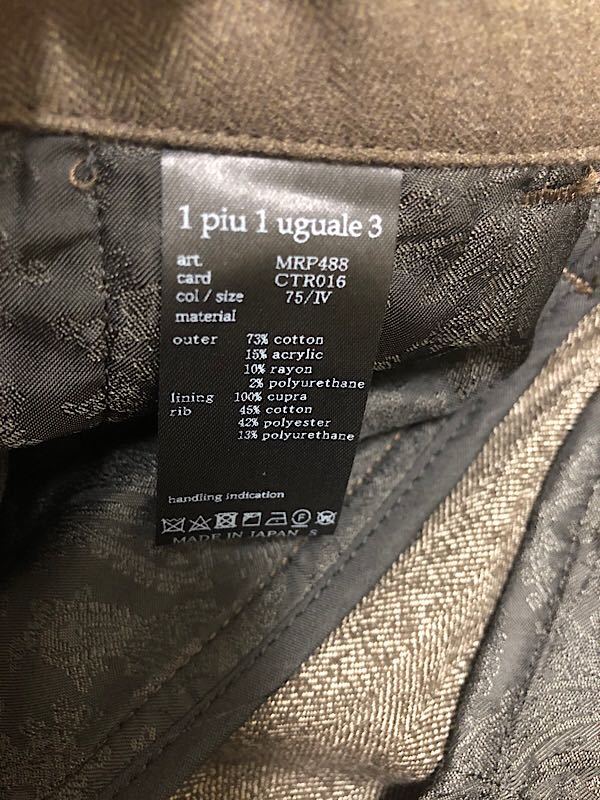 1 piu 1 uguale 3
art. MRP488
card CTR016
col / size 75/IV
material
outer 73% cotton
15% acrylic
10% rayon
2% polyurethane
lining 100% cupra
rib 45% cotton
42% polyester
13% polyurethane
handling indication
MADE IN JAPAN S